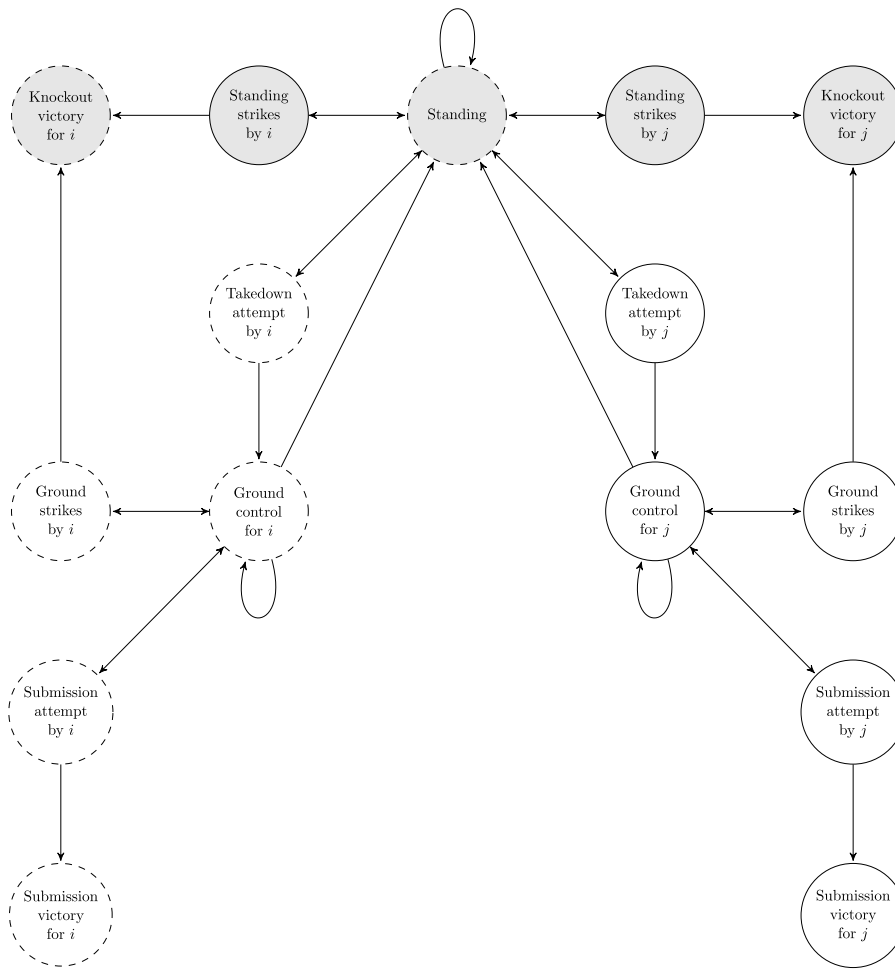 Knockout
victory
for i
Standing
strikes
by i
Standing
Standing
strikes
by j
Knockout
victory
for j
Takedown
attempt
by i
Takedown
attempt
by j
Ground
strikes
by i
Ground
control
for i
Ground
control
for j
Ground
strikes
by j
Submission
attempt
by i
Submission
attempt
by j
Submission
victory
for i
Submission
victory
for j